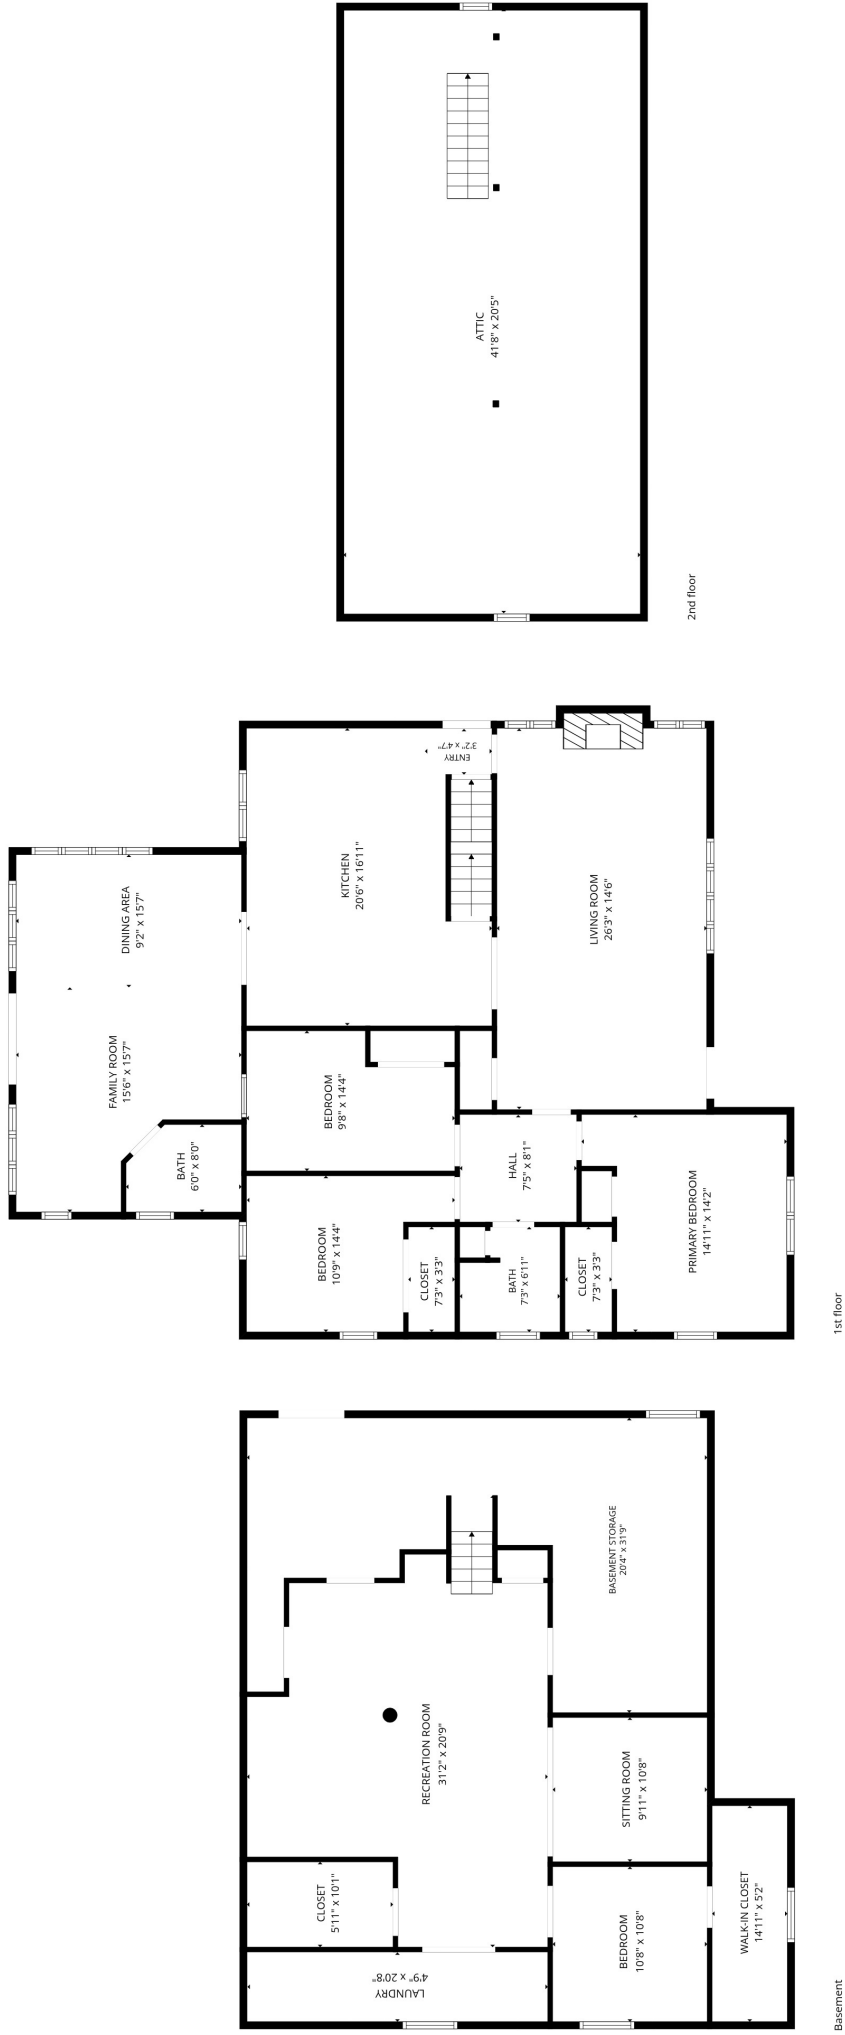 ATTIC
41'8" x 20'5"
2nd floor
ENTRY
3'2" x 4'7"
KITCHEN
20'6" x 16'11"
LIVING ROOM
26'3" x 14'6"
DINING AREA
9'2" x 15'7"
FAMILY ROOM
15'6" x 15'7"
BATH
6'0" x 8'0"
BEDROOM
9'8" x 14'4"
HALL
7'5" x 8'1"
BEDROOM
10'9" x 14'4"
CLOSET
7'3" x 3'3"
BATH
7'3" x 6'11"
CLOSET
7'3" x 3'3"
PRIMARY BEDROOM
14'11" x 14'2"
1st floor
BASEMENT STORAGE
20'4" x 31'9"
RECREATION ROOM
31'2" x 20'9"
SITTING ROOM
9'11" x 10'8"
CLOSET
5'11" x 10'1"
BEDROOM
10'8" x 10'8"
WALK-IN CLOSET
14'11" x 5'2"
LAUNDRY
4'9" x 20'8"
Basement